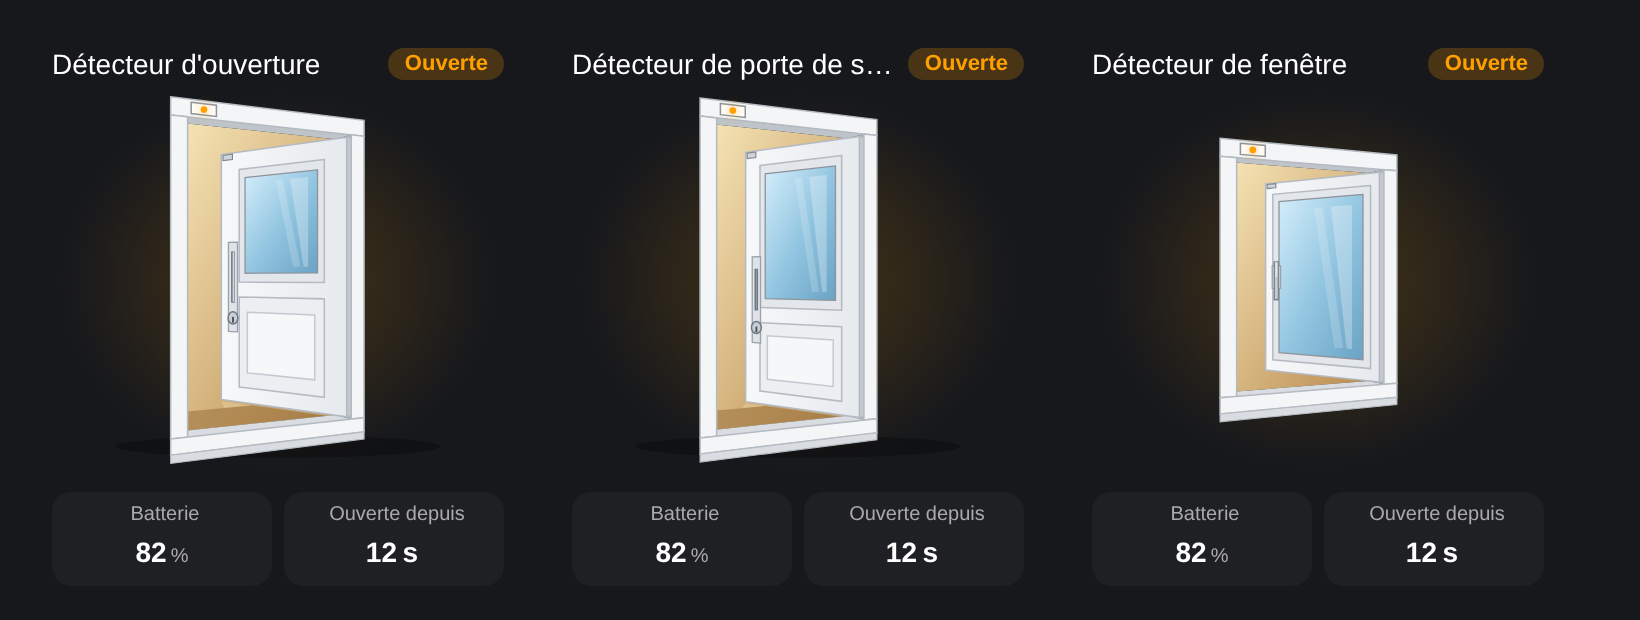 Détecteur d'ouverture
Ouverte
Détecteur de porte de s…
Ouverte
Détecteur de fenêtre
Ouverte
Batterie
82 %
Ouverte depuis
12 s
Batterie
82 %
Ouverte depuis
12 s
Batterie
82 %
Ouverte depuis
12 s